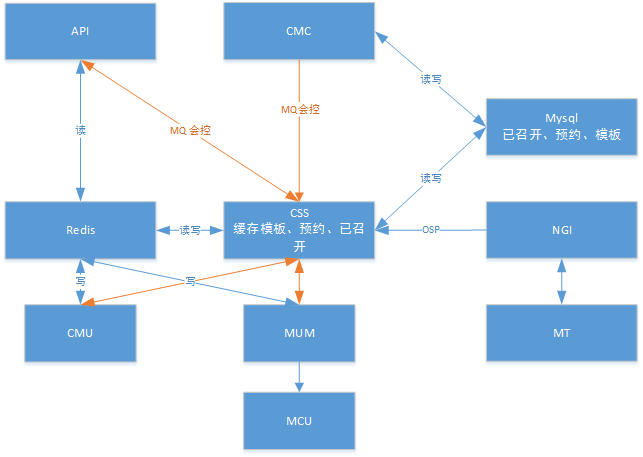 API
CMC
读写
MQ会控
Mysql
已召开、预约、模板
读
MQ 会控
读写
Redis
读写
CSS
缓存模板、预约、已召
开
OSP
NGI
写
写
CMU
MUM
MT
MCU